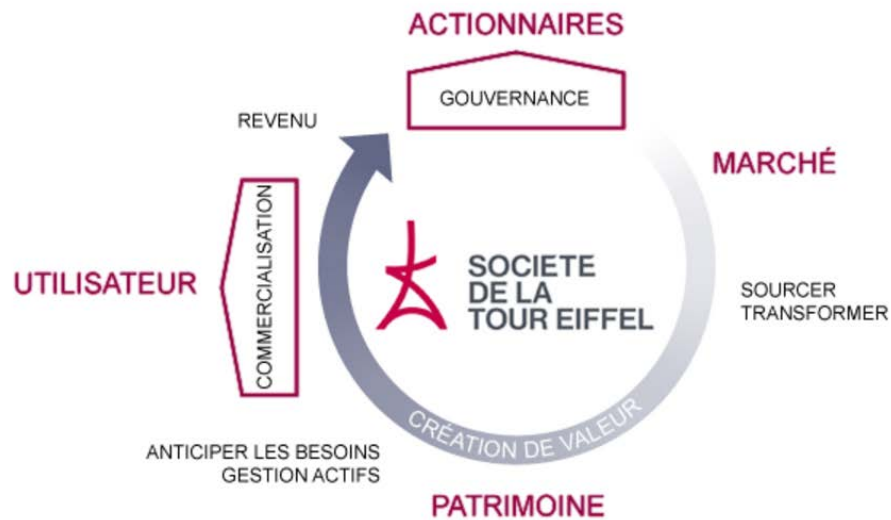 ACTIONNAIRES
GOUVERNANCE
REVENU
MARCHÉ
COMMERCIALISATION
UTILISATEUR
SOCIETE
DE LA
TOUR EIFFEL
SOURCER
TRANSFORMER
CRÉATION DE VALEUR
ANTICIPER LES BESOINS
GESTION ACTIFS
PATRIMOINE